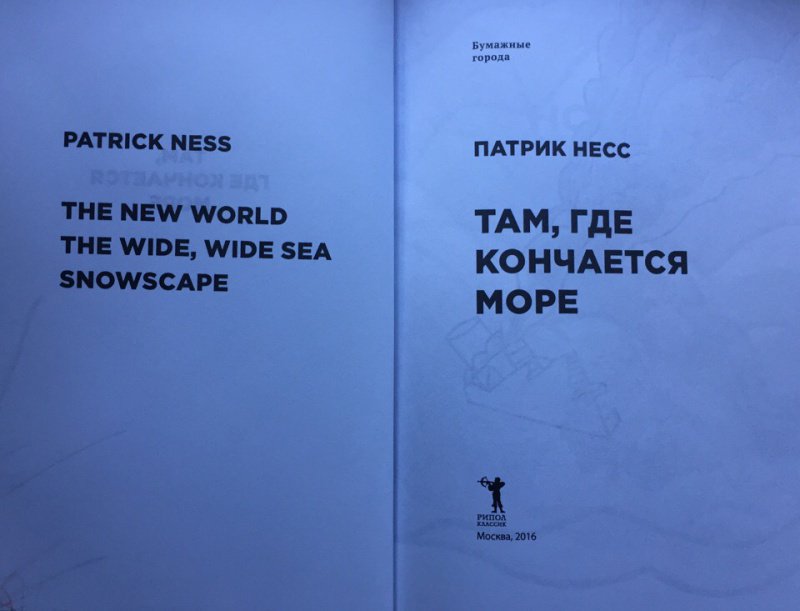 PATRICK NESS
THE NEW WORLD
THE WIDE, WIDE SEA
SNOWSCAPE
Бумажные
города
ПАТРИК НЕСС
ТАМ, ГДЕ
КОНЧАЕТСЯ
МОРЕ
РИПОЛ
КЛАССИК
Москва, 2016